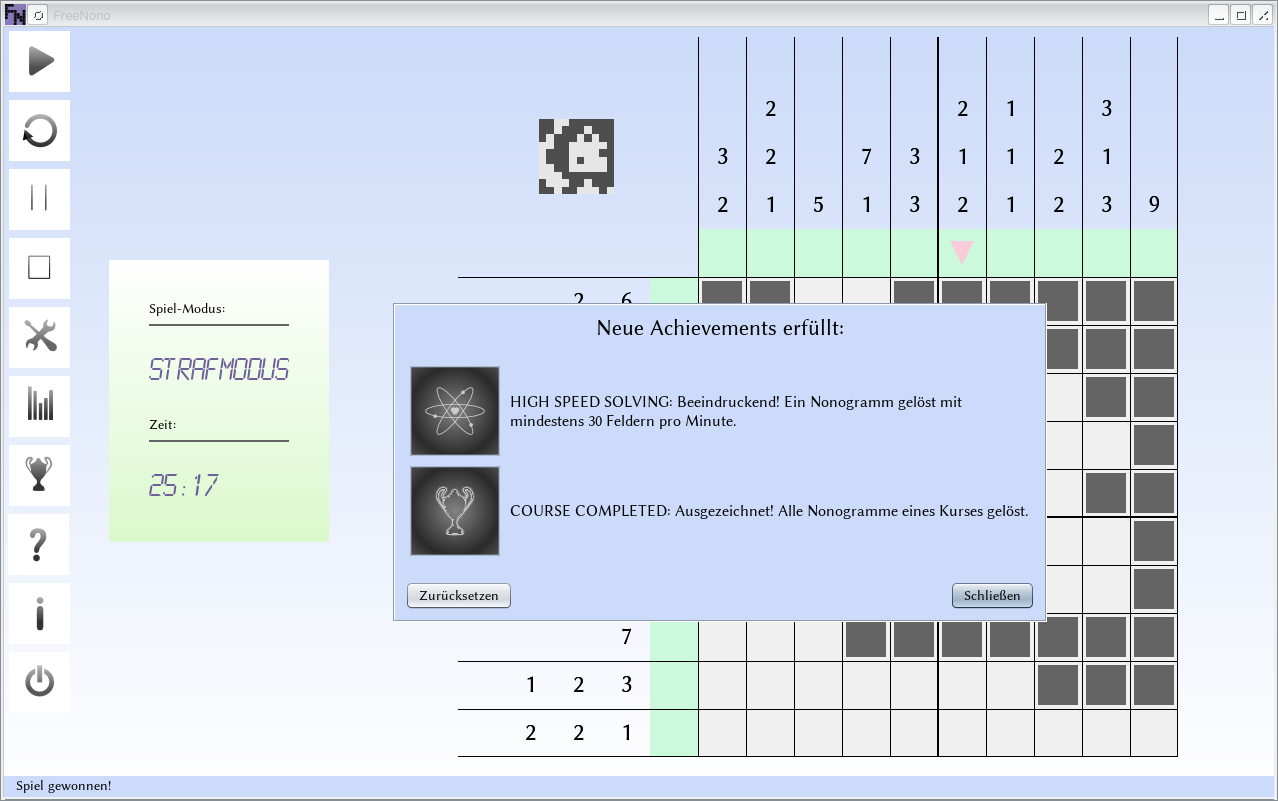 FreeNono
2 2 1 3
3 2 7 3 1 1 2 1
2 1 5 1 3 2 1 2 3 9
2 6
Spiel-Modus:
STRAFMODUS
Zeit:
25:17
Neue Achievements erfüllt:
HIGH SPEED SOLVING: Beeindruckend! Ein Nonogramm gelöst mit
mindestens 30 Feldern pro Minute.
COURSE COMPLETED: Ausgezeichnet! Alle Nonogramme eines Kurses gelöst.
Zurücksetzen
Schließen
7
1 2 3
2 2 1
Spiel gewonnen!